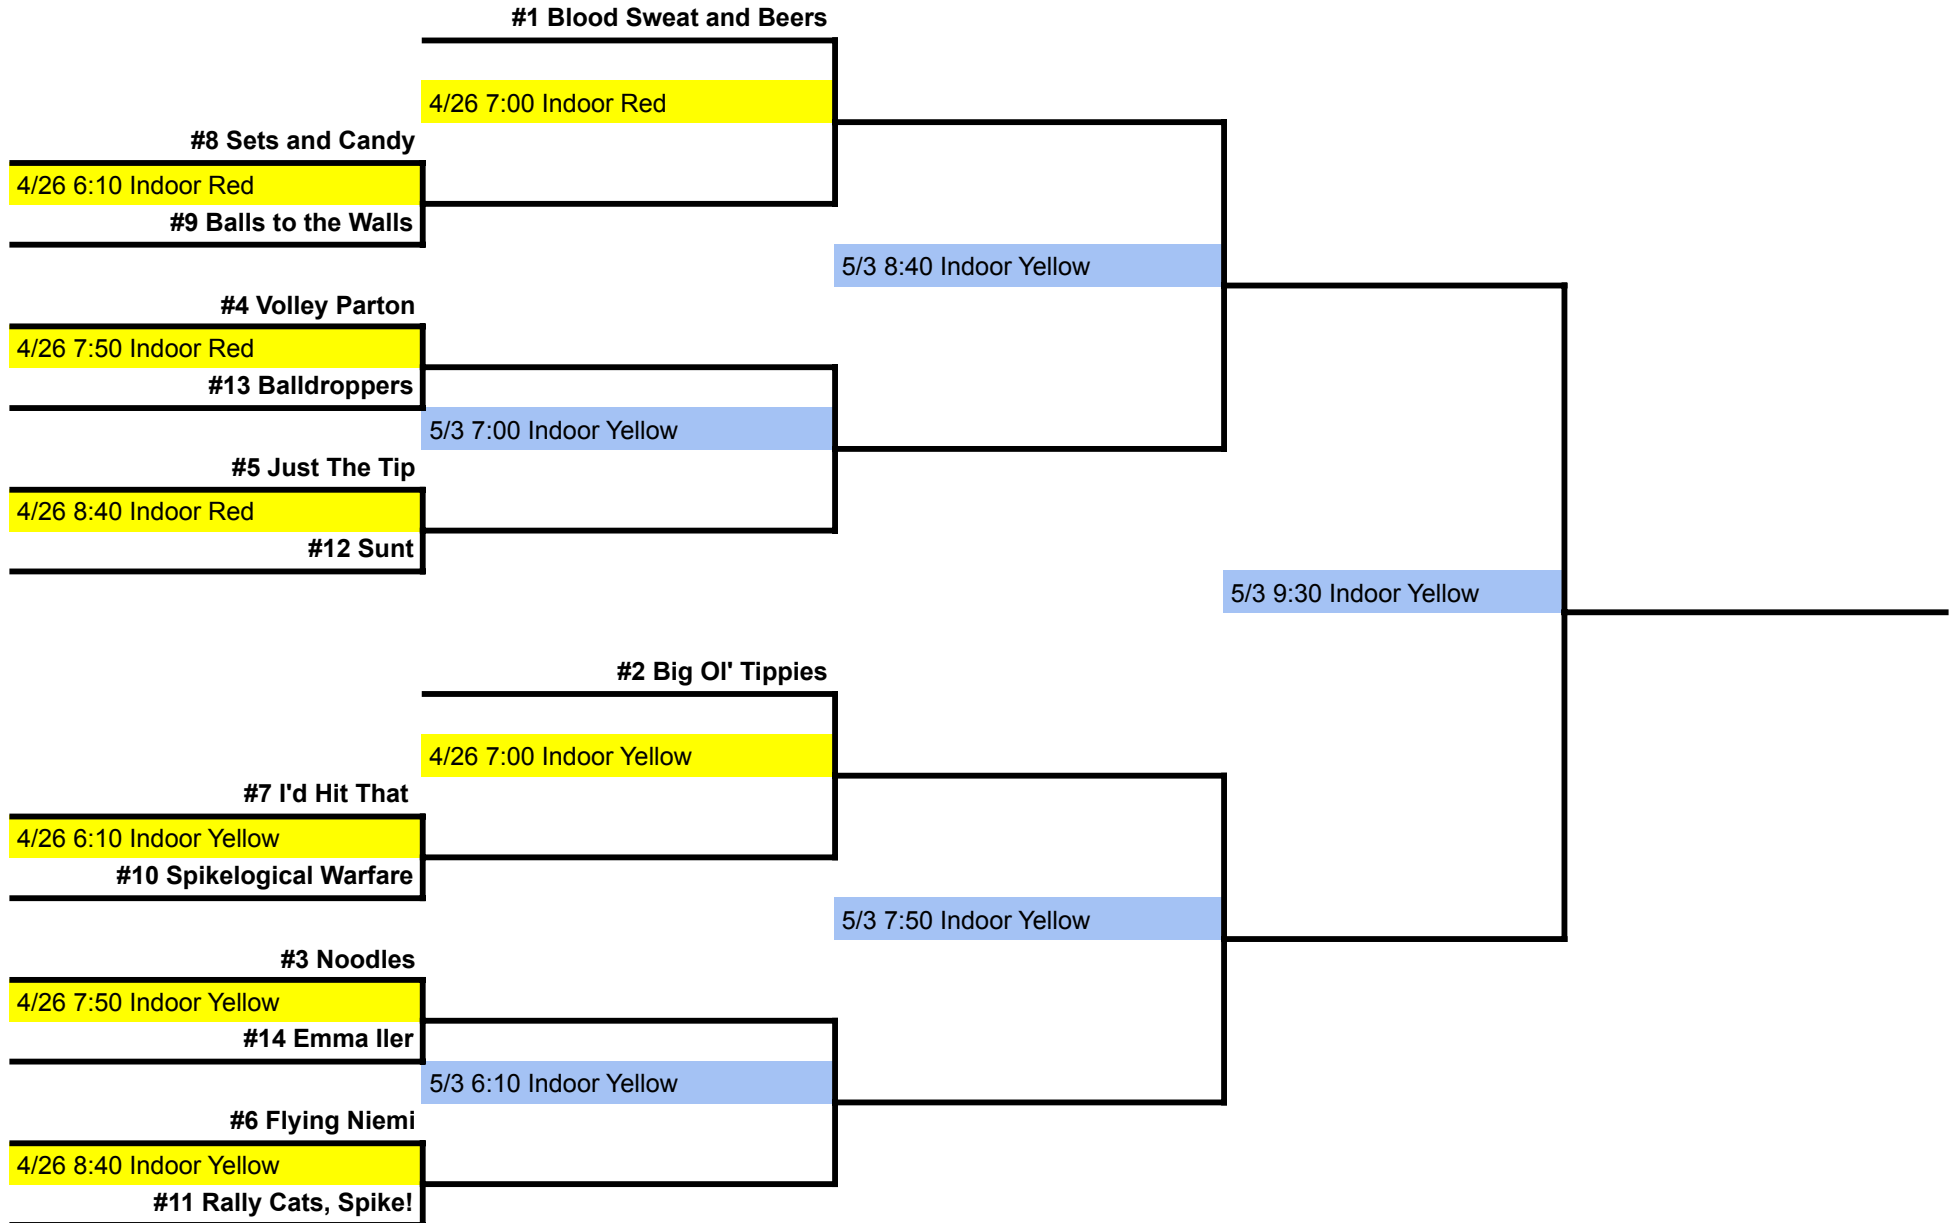 #1 Blood Sweat and Beers
4/26 7:00 Indoor Red
#8 Sets and Candy
4/26 6:10 Indoor Red
#9 Balls to the Walls
5/3 8:40 Indoor Yellow
#4 Volley Parton
4/26 7:50 Indoor Red
#13 Balldroppers
5/3 7:00 Indoor Yellow
#5 Just The Tip
4/26 8:40 Indoor Red
#12 Sunt
5/3 9:30 Indoor Yellow
#2 Big Ol' Tippies
4/26 7:00 Indoor Yellow
#7 I'd Hit That
4/26 6:10 Indoor Yellow
#10 Spikelogical Warfare
5/3 7:50 Indoor Yellow
#3 Noodles
4/26 7:50 Indoor Yellow
#14 Emma Iler
5/3 6:10 Indoor Yellow
#6 Flying Niemi
4/26 8:40 Indoor Yellow
#11 Rally Cats, Spike!